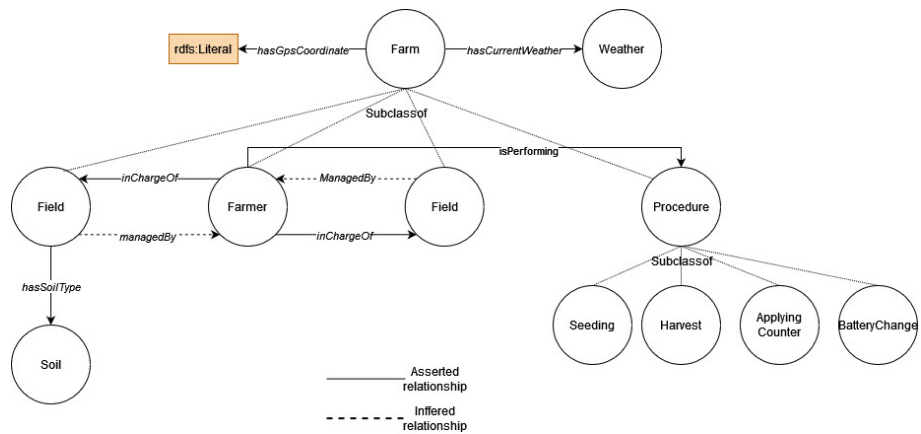 rdfs:Literal
hasGpsCoordinate
Farm
hasCurrentWeather
Weather
Subclassof
isPerforming
Field
inChargeOf
Farmer
ManagedBy
Field
Procedure
managedBy
inChargeOf
Subclassof
hasSoilType
Seeding
Harvest
Applying
Counter
BatteryChange
Soil
Asserted
relationship
Inffered
relationship